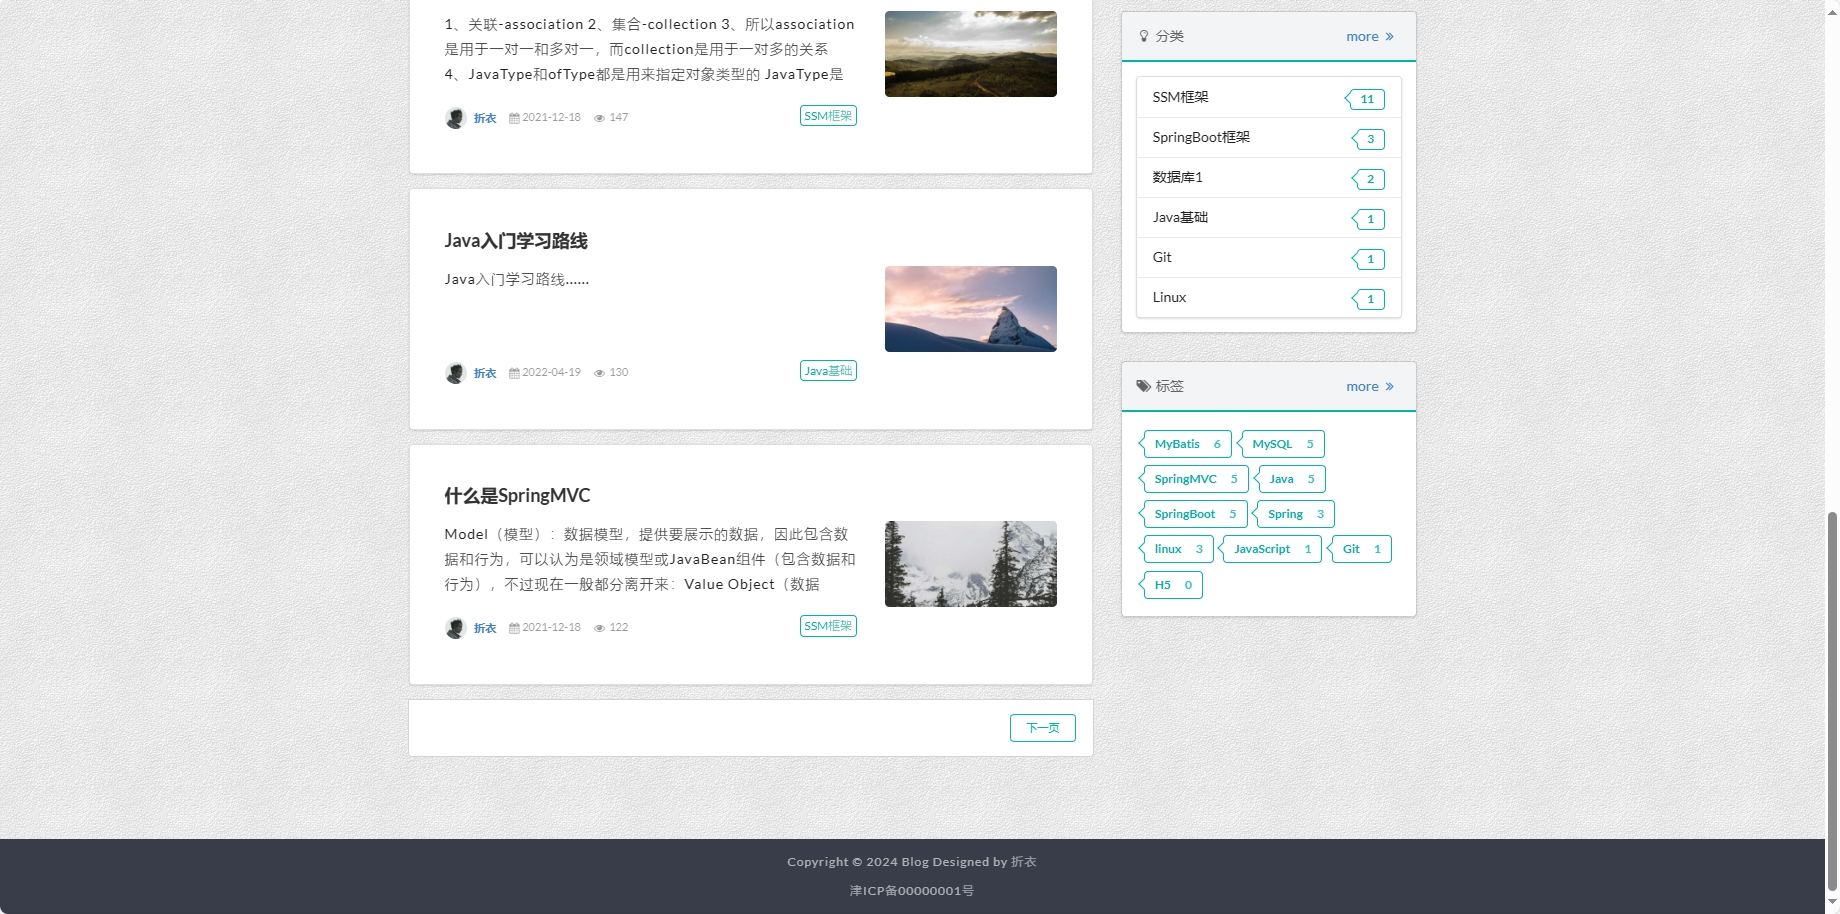 1、关联-association 2、集合-collection 3、所以association
是用于一对一和多对一，而collection是用于一对多的关系
4、JavaType和ofType都是用来指定对象类型的 JavaType是
折衣 2021-12-18 147 SSM框架
Java入门学习路线
Java入门学习路线......
折衣 2022-04-19 130 Java基础
什么是SpringMVC
Model（模型）：数据模型，提供要展示的数据，因此包含数
据和行为，可以认为是领域模型或JavaBean组件（包含数据和
行为），不过现在一般都分离开来：Value Object（数据
折衣 2021-12-18 122 SSM框架
下一页
分类 more »
SSM框架 11
SpringBoot框架 3
数据库1 2
Java基础 1
Git 1
Linux 1
标签 more »
MyBatis 6 MySQL 5
SpringMVC 5 Java 5
SpringBoot 5 Spring 3
linux 3 JavaScript 1 Git 1
H5 0
Copyright © 2024 Blog Designed by 折衣
津ICP备00000001号